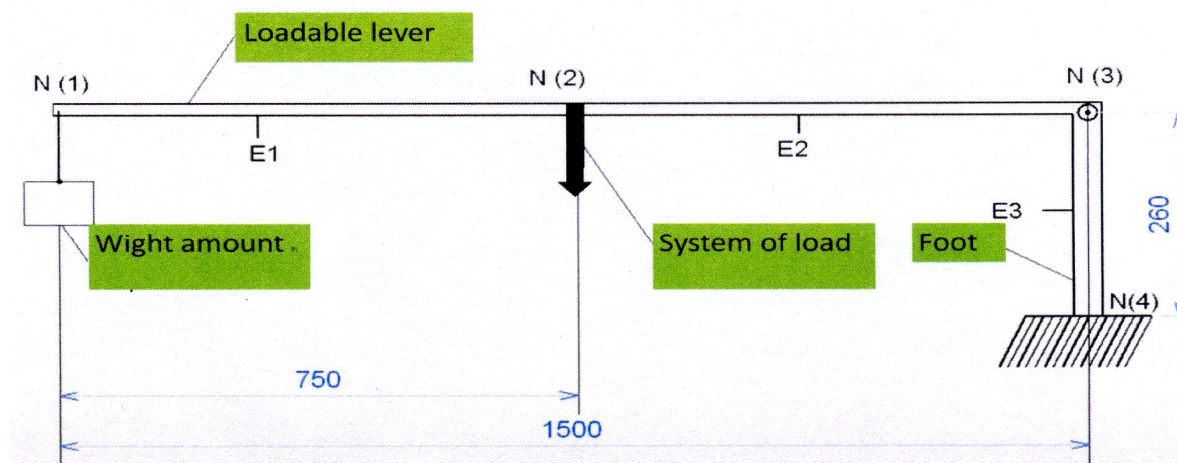 Loadable lever
N (1)
N (2)
N (3)
E1
E2
E3
260
Wight amount .
System of load
Foot
N(4)
750
1500